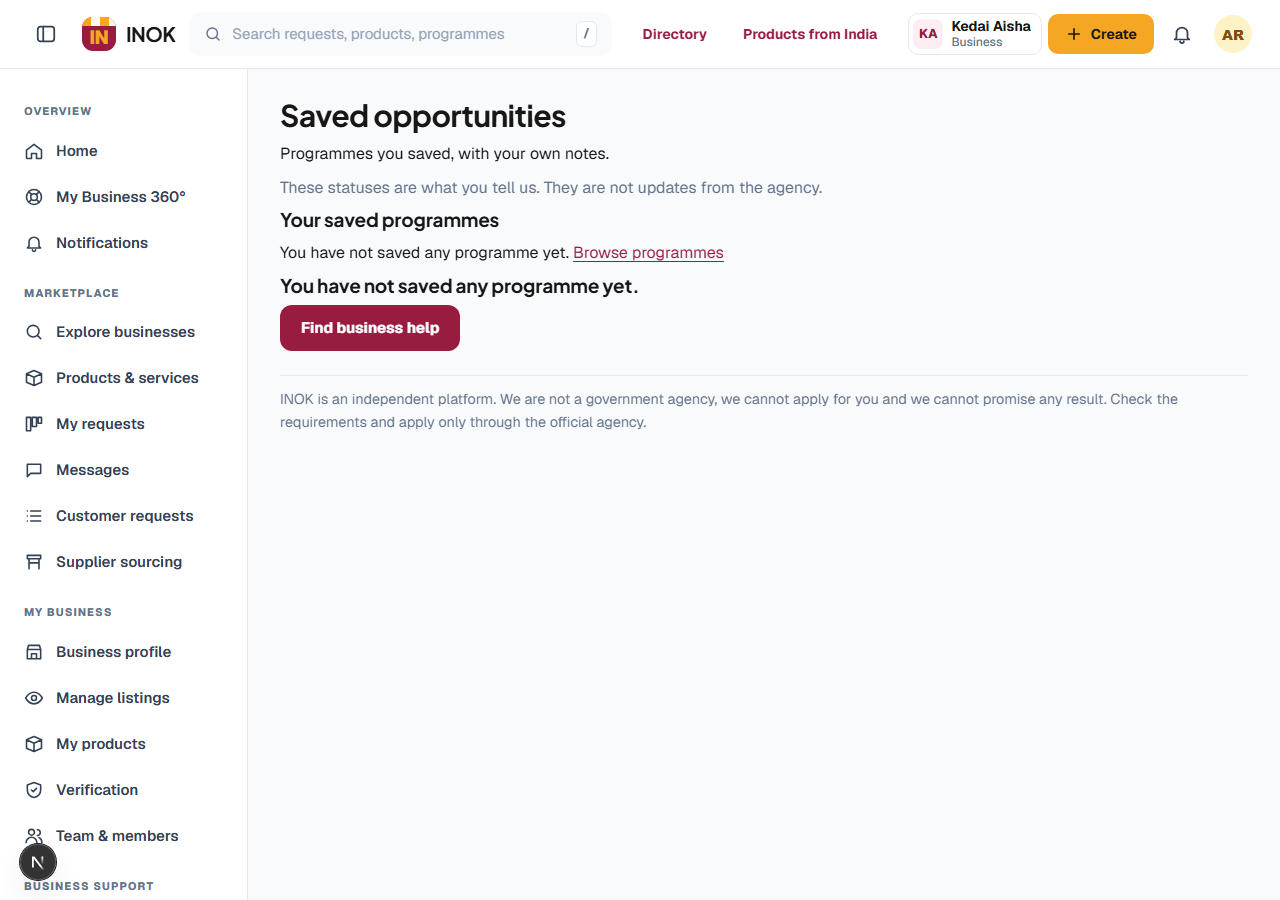 IN INOK
Search requests, products, programmes
/
Directory
Products from India
KA
Kedai Aisha
Business
Create
AR
OVERVIEW
Home
My Business 360°
Notifications
MARKETPLACE
Explore businesses
Products & services
My requests
Messages
Customer requests
Supplier sourcing
MY BUSINESS
Business profile
Manage listings
My products
Verification
Team & members
N
BUSINESS SUPPORT
Saved opportunities
Programmes you saved, with your own notes.
These statuses are what you tell us. They are not updates from the agency.
Your saved programmes
You have not saved any programme yet. Browse programmes
You have not saved any programme yet.
Find business help
INOK is an independent platform. We are not a government agency, we cannot apply for you and we cannot promise any result. Check the
requirements and apply only through the official agency.